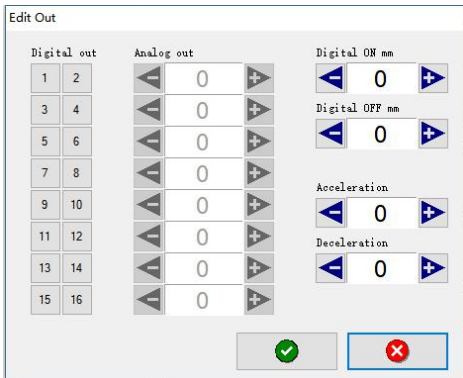 Edit Out
Digital out Analog out Digital ON mm
1 2 0 0
3 4 0 Digital OFF mm
5 6 0 0
7 8 0
9 10 0 Acceleration
11 12 0 0
13 14 0 Deceleration
15 16 0 0